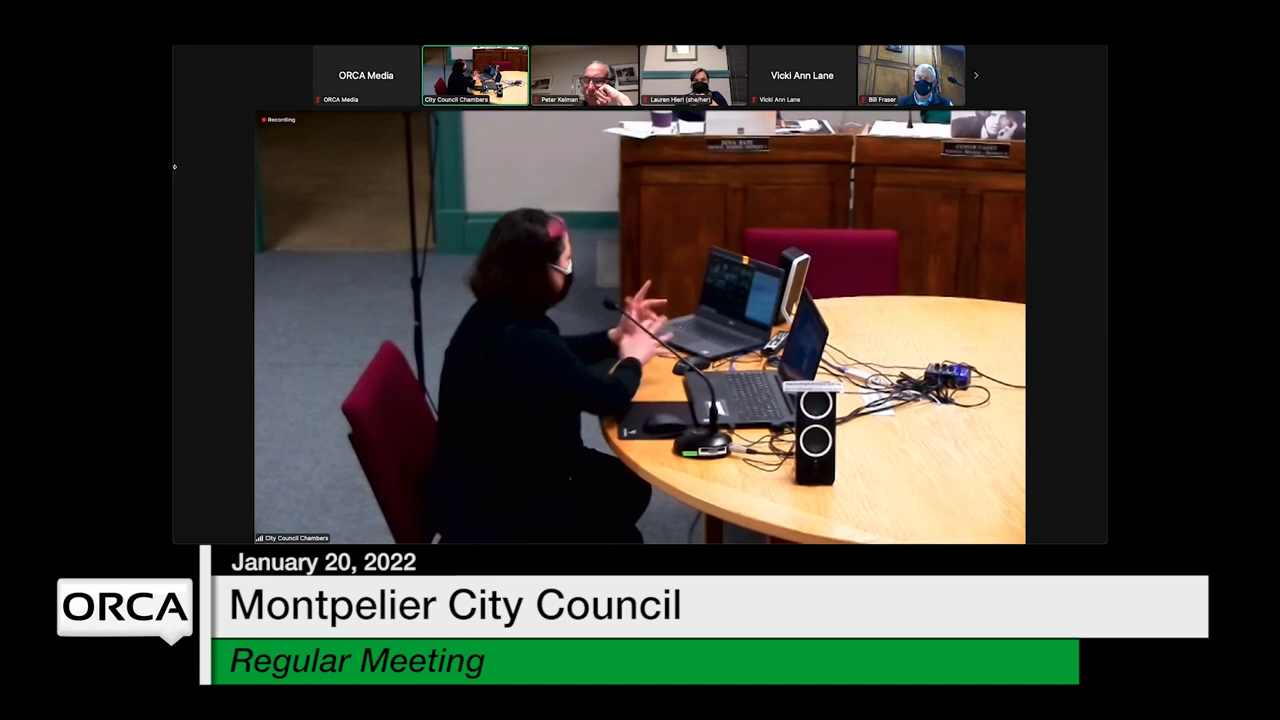 ORCA Media
Vicki Ann Lane
ORCA Media
City Council Chambers
Peter Kelman
Lauren Hierl (she/her)
Vicki Ann Lane
Bill Fraser
Recording
City Council Chambers
January 20, 2022
ORCA
Montpelier City Council
Regular Meeting